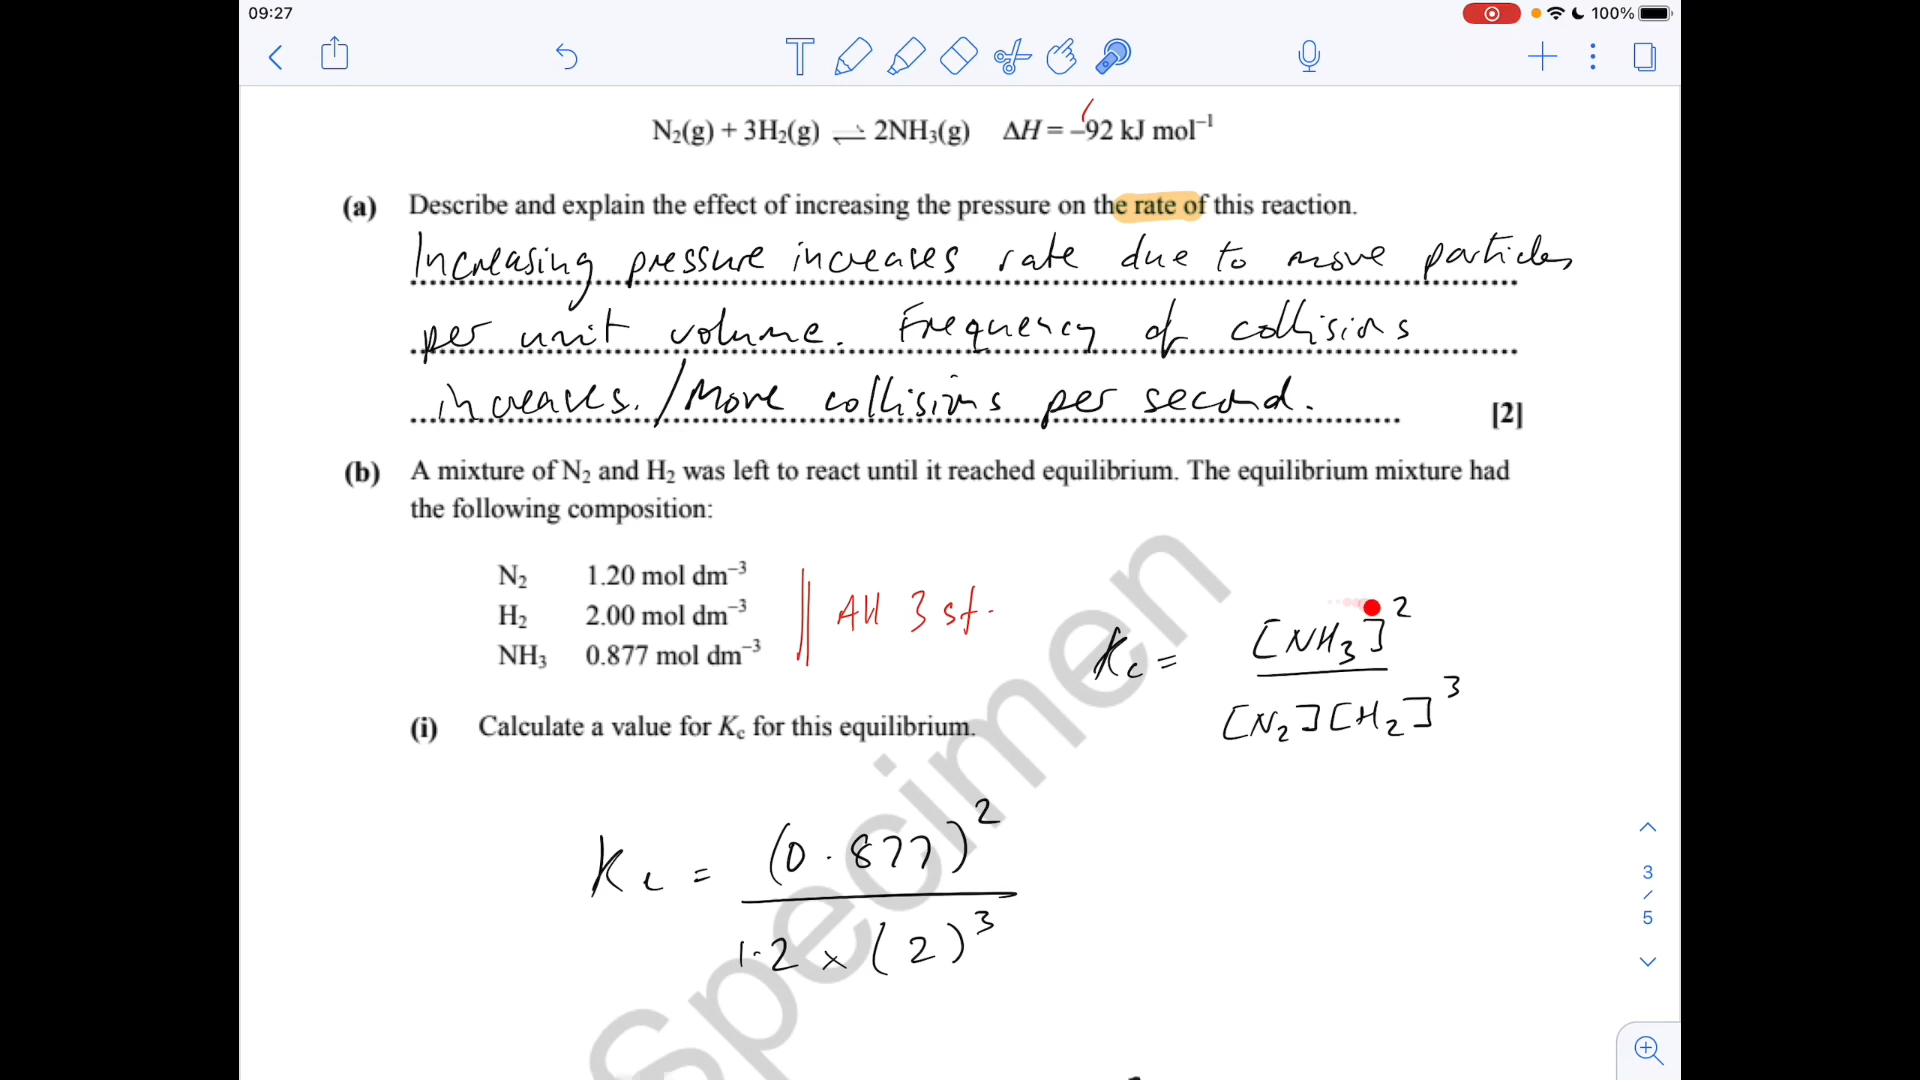 09:27
100%
N₂(g) + 3H₂(g) ⇌ 2NH₃(g) ΔH = –92 kJ mol⁻¹
(a) Describe and explain the effect of increasing the pressure on the rate of this reaction.
Increasing pressure increases rate due to more particles
per unit volume. Frequency of collisions
increases. / More collisions per second.
[2]
(b) A mixture of N₂ and H₂ was left to react until it reached equilibrium. The equilibrium mixture had
the following composition:
N₂ 1.20 mol dm⁻³
H₂ 2.00 mol dm⁻³
NH₃ 0.877 mol dm⁻³
All 3 sf.
Kc = [NH₃]² / [N₂][H₂]³
(i) Calculate a value for Kc for this equilibrium.
Kc = (0.877)² / 1.2 × (2)³
3
/
5
Specimen